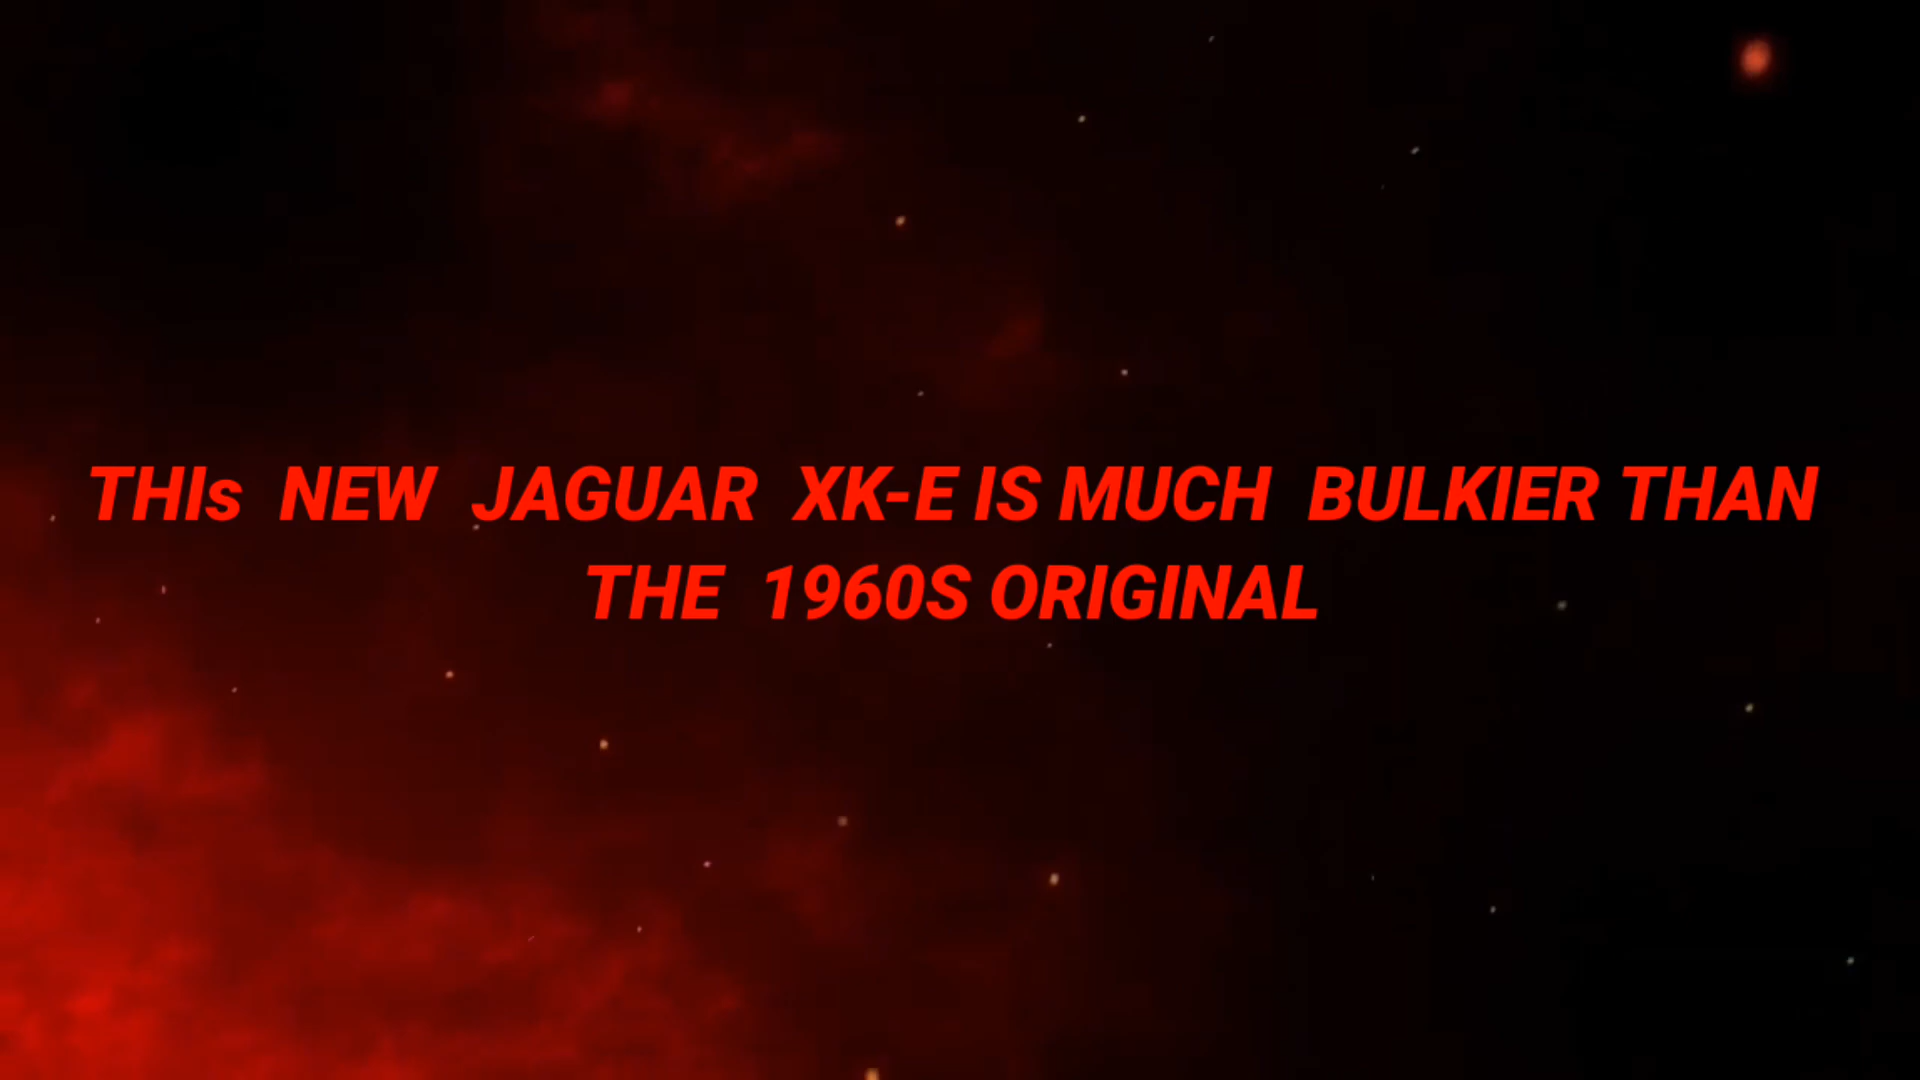 THIs NEW JAGUAR XK-E IS MUCH BULKIER THAN
THE 1960S ORIGINAL